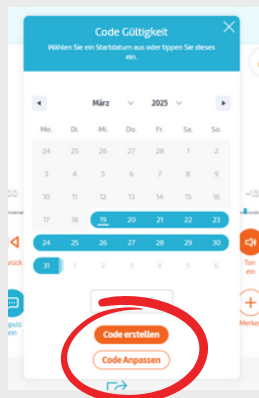 Code Gültigkeit
Wählen Sie ein Startdatum aus oder tippen Sie dieses
ein.
März 2025
Mo. Di. Mi. Do. Fr. Sa. So.
24 25 26 27 28 1 2
3 4 5 6 7 8 9
10 11 12 13 14 15 16
17 18 19 20 21 22 23
24 25 26 27 28 29 30
31 1 2 3 4 5 6
Ton
ein
Merken
Code erstellen
Code Anpassen